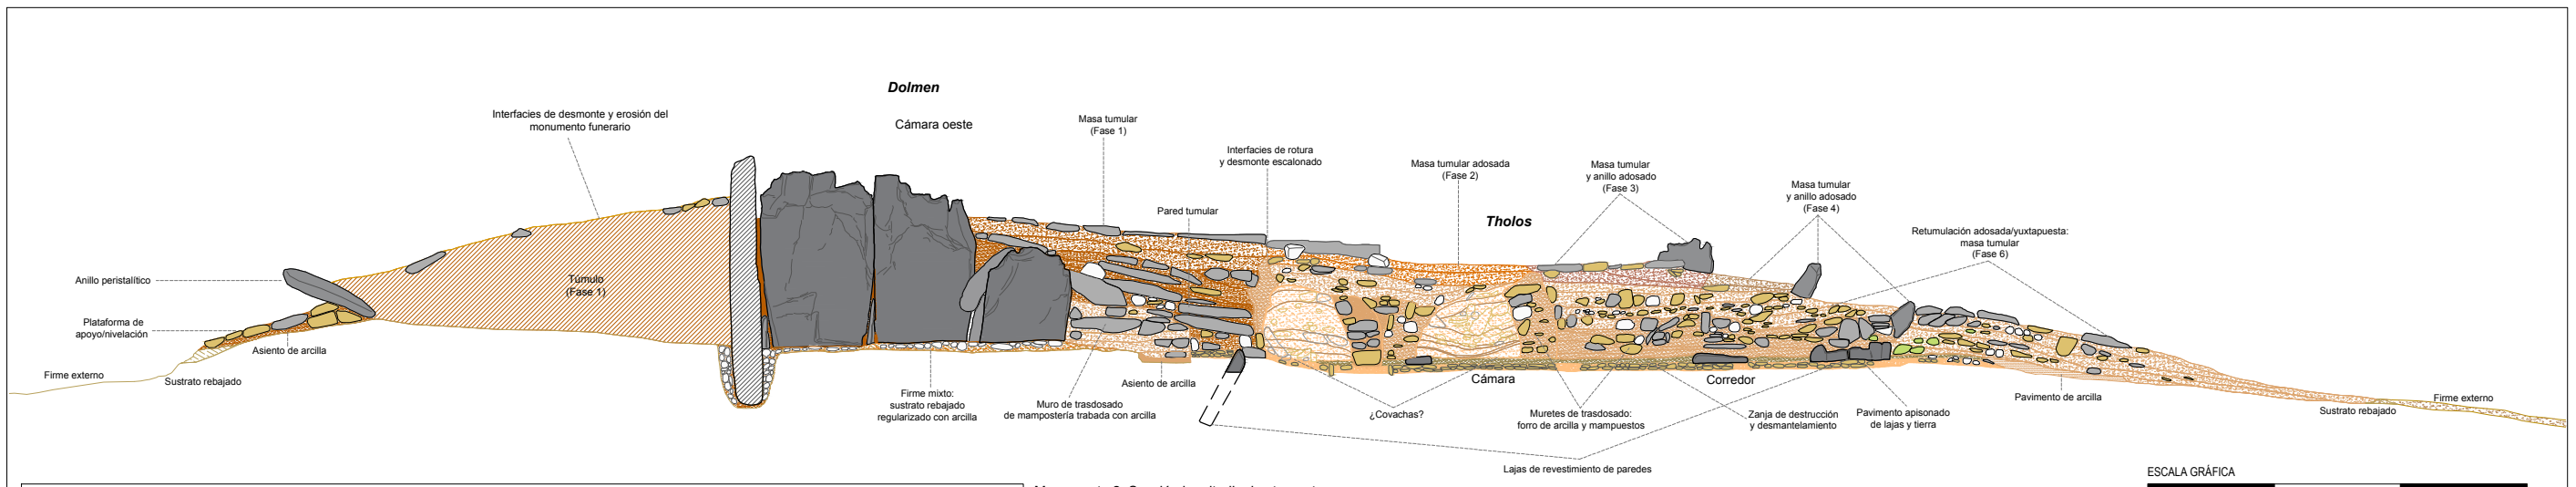 Dolmen
Cámara oeste
Interfacies de desmonte y erosión del
monumento funerario
Masa tumular
(Fase 1)
Interfacies de rotura
y desmonte escalonado
Masa tumular adosada
(Fase 2)
Masa tumular
y anillo adosado
(Fase 3)
Masa tumular
y anillo adosado
(Fase 4)
Pared tumular
Tholos
Retumulación adosada/yuxtapuesta:
masa tumular
(Fase 6)
Anillo peristalítico
Túmulo
(Fase 1)
Plataforma de
apoyo/nivelación
Asiento de arcilla
Firme externo
Sustrato rebajado
Firme mixto:
sustrato rebajado
regularizado con arcilla
Muro de trasdosado
de mampostería trabada con arcilla
Asiento de arcilla
¿Covachas?
Cámara
Muretes de trasdosado:
forro de arcilla y mampuestos
Corredor
Zanja de destrucción
y desmantelamiento
Pavimento apisonado
de lajas y tierra
Pavimento de arcilla
Sustrato rebajado
Firme externo
Lajas de revestimiento de paredes
ESCALA GRÁFICA